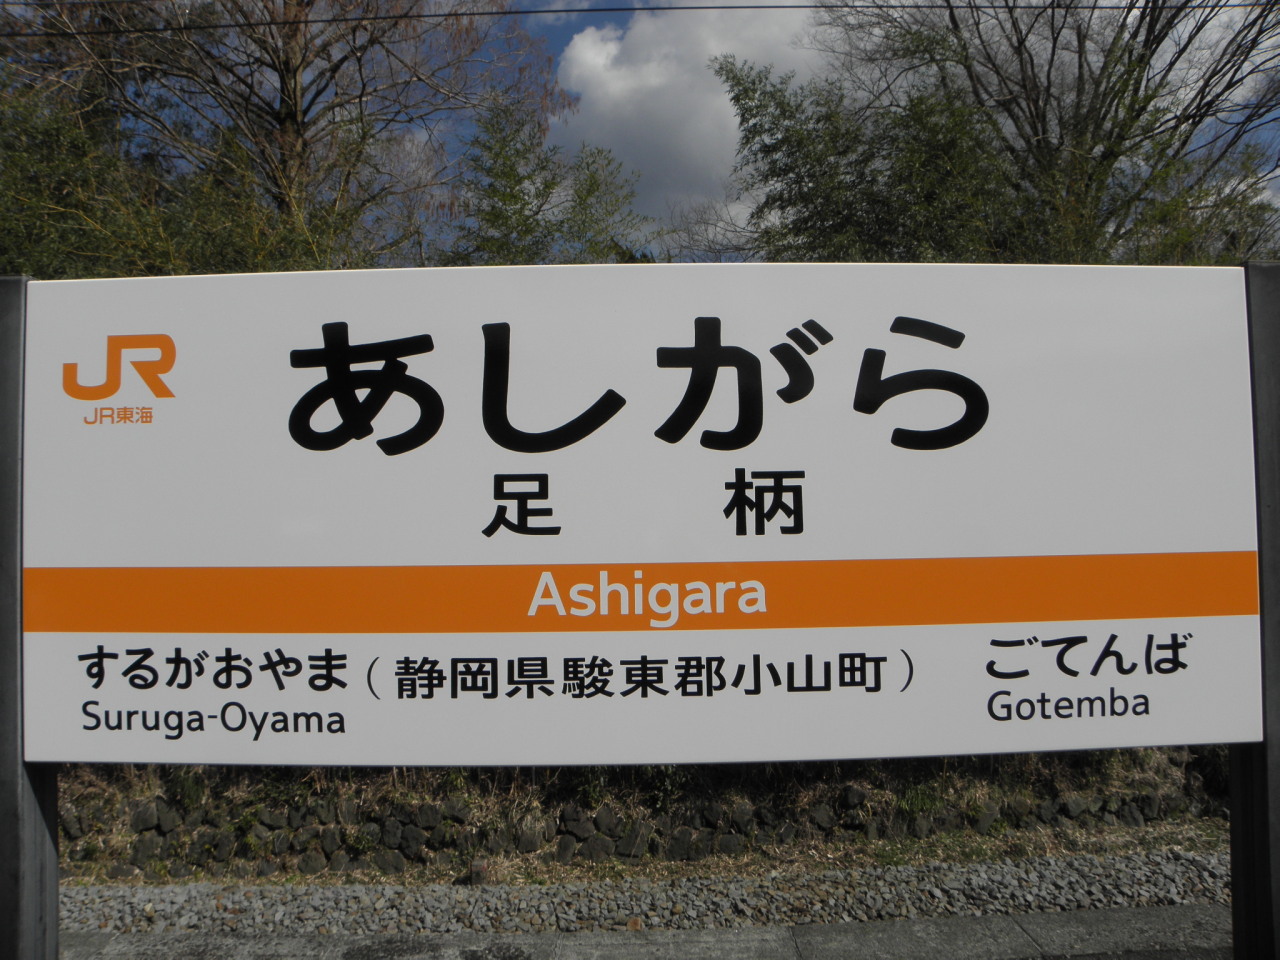 JR
JR東海
あしがら
足柄
Ashigara
するがおやま
Suruga-Oyama
(静岡県駿東郡小山町)
ごてんば
Gotemba